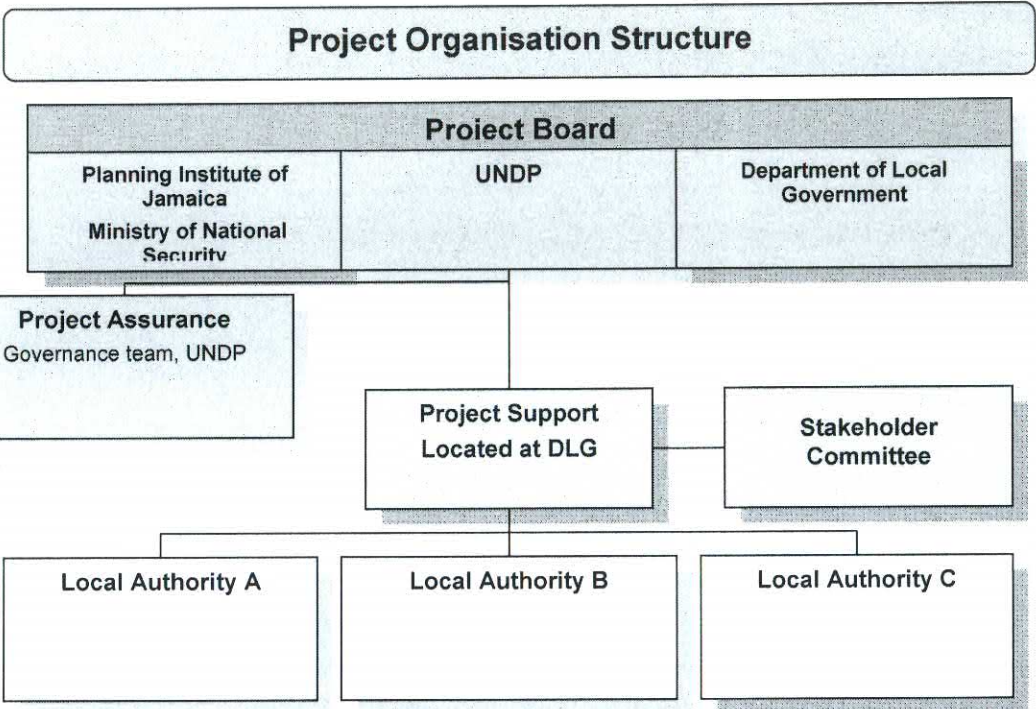 Project Organisation Structure
Project Board
Planning Institute of
Jamaica
Ministry of National
Security
UNDP
Department of Local
Government
Project Assurance
Governance team, UNDP
Project Support
Located at DLG
Stakeholder
Committee
Local Authority A
Local Authority B
Local Authority C